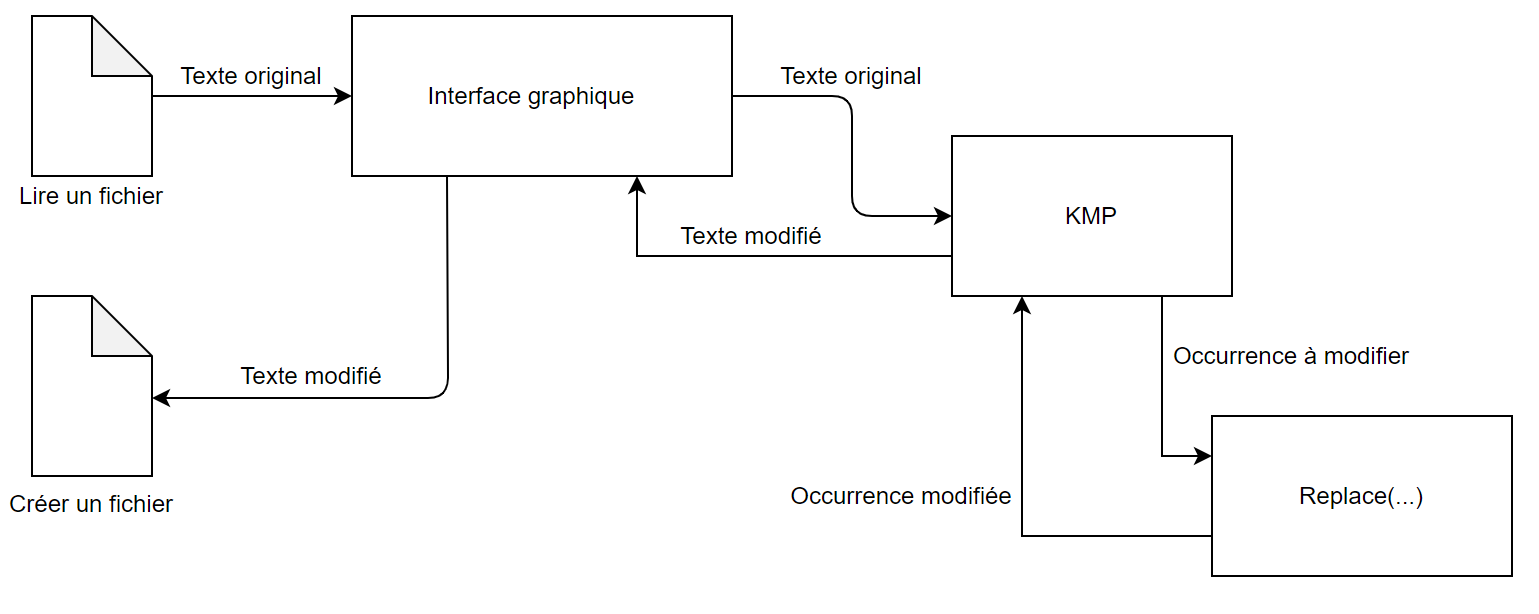 Texte original
Interface graphique
Texte original
Lire un fichier
KMP
Texte modifié
Occurrence à modifier
Texte modifié
Créer un fichier
Occurrence modifiée
Replace(...)